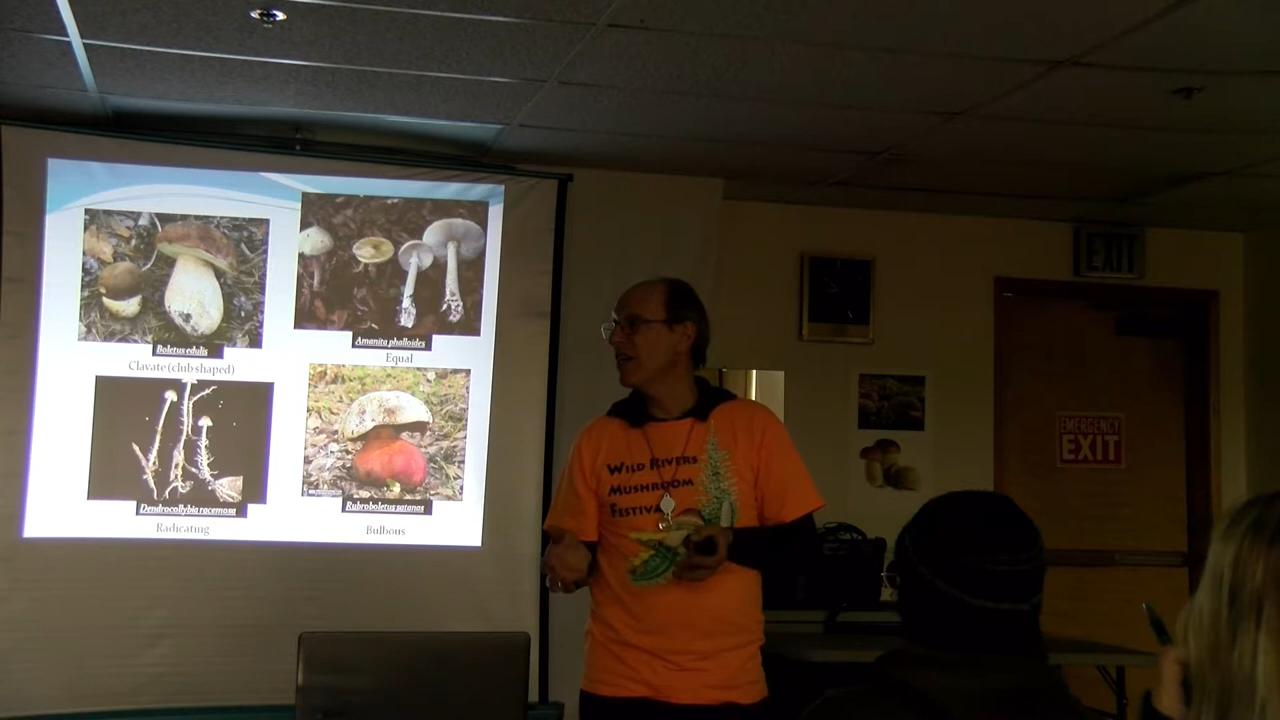 Boletus edulis
Clavate (club shaped)
Amanita phalloides
Equal
Dendrocollybia racemosa
Radicating
Rubroboletus satanas
Bulbous
WILD RIVERS
MUSHROOM
FESTIVAL
EXIT
EMERGENCY
EXIT